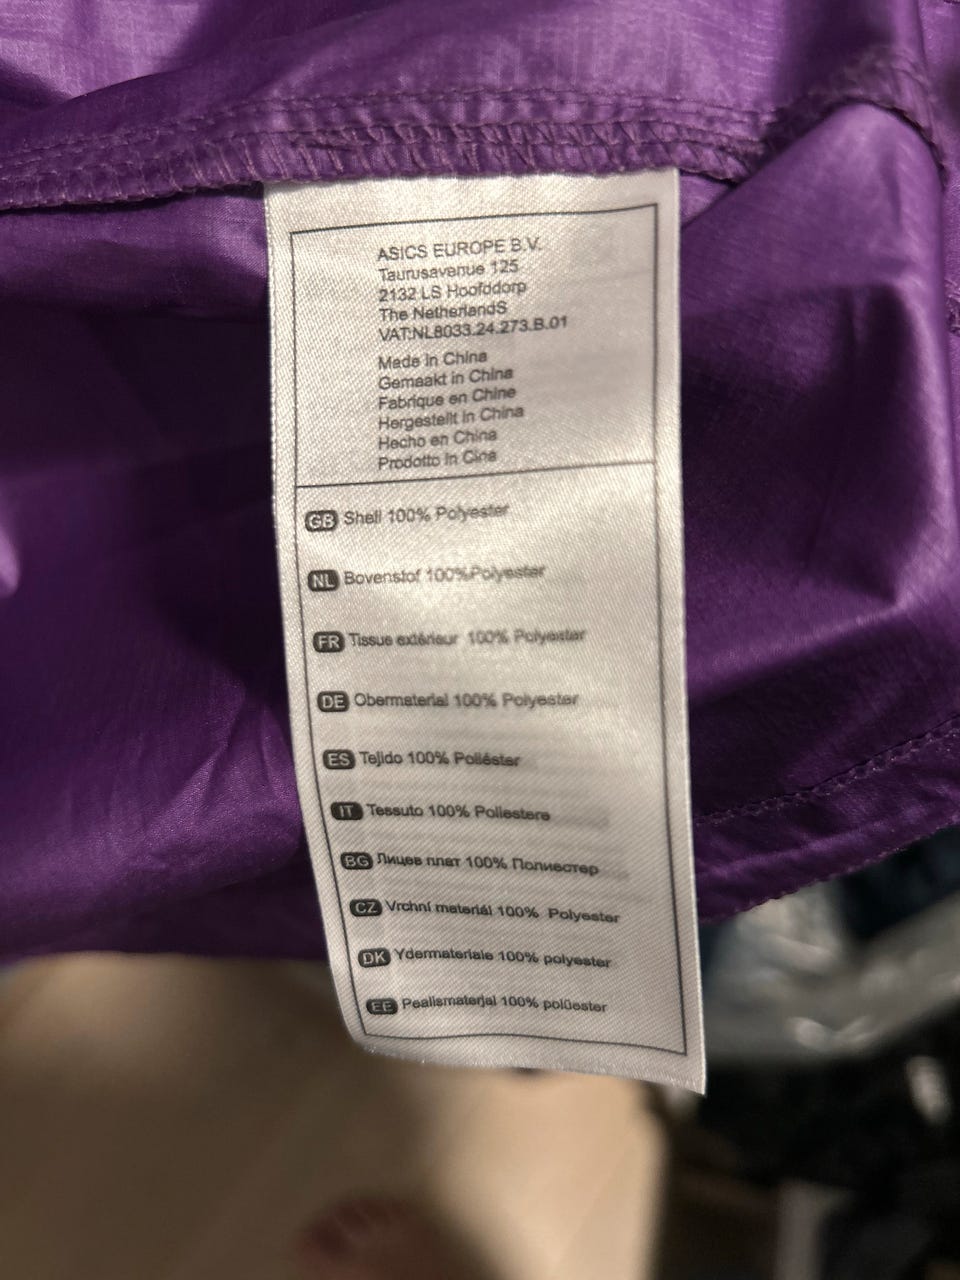 ASICS EUROPE B.V.
Taurusavenue 125
2132 LS Hoofddorp
The NetherlandS
VAT:NL8033.24.273.B.01
Made in China
Gemaakt in China
Fabrique en Chine
Hergestellt in China
Hecho en China
Prodotto In Cina
GB Shell 100% Polyester
NL Bovenstof 100%Polyester
FR Tissue extérieur 100% Polyester
DE Obermaterial 100% Polyester
ES Tejido 100% Poliéster
IT Tessuto 100% Poliestere
BG Лицев плат 100% Полиестер
CZ Vrchní materiál 100% Polyester
DK Ydermateriale 100% polyester
EE Pealismaterjal 100% polüester